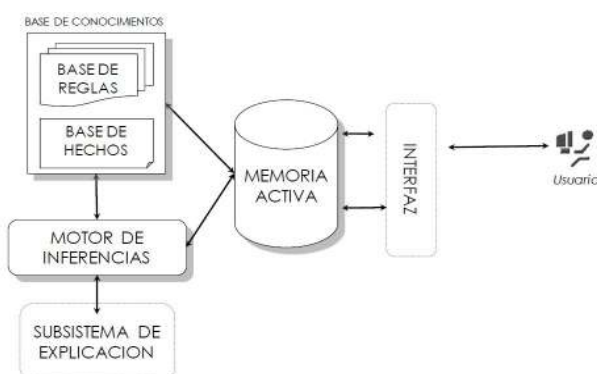 BASE DE CONOCIMIENTOS
BASE DE
REGLAS
BASE DE
HECHOS
MOTOR DE
INFERENCIAS
SUBSISTEMA DE
EXPLICACION
MEMORIA
ACTIVA
INTERFAZ
Usuario